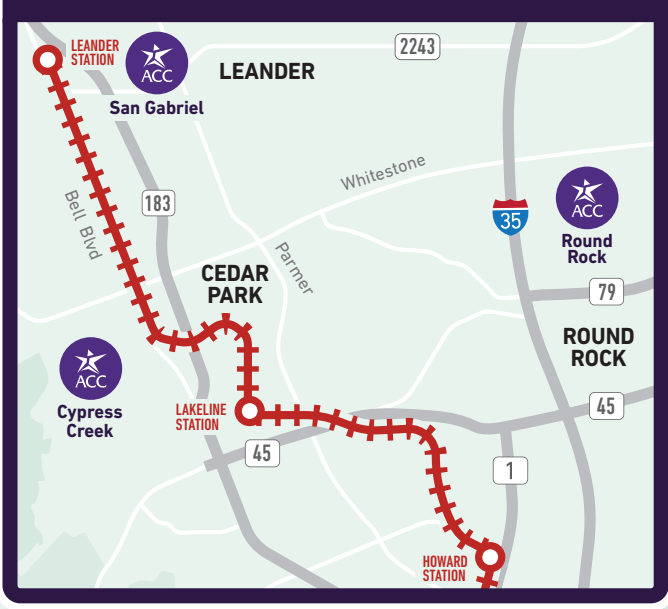 LEANDER
STATION
ACC
San Gabriel
LEANDER
2243
Whitestone
Bell Blvd
183
35
ACC
Round
Rock
Parmer
CEDAR
PARK
79
ROUND
ROCK
ACC
Cypress
Creek
LAKELINE
STATION
45
45
1
HOWARD
STATION